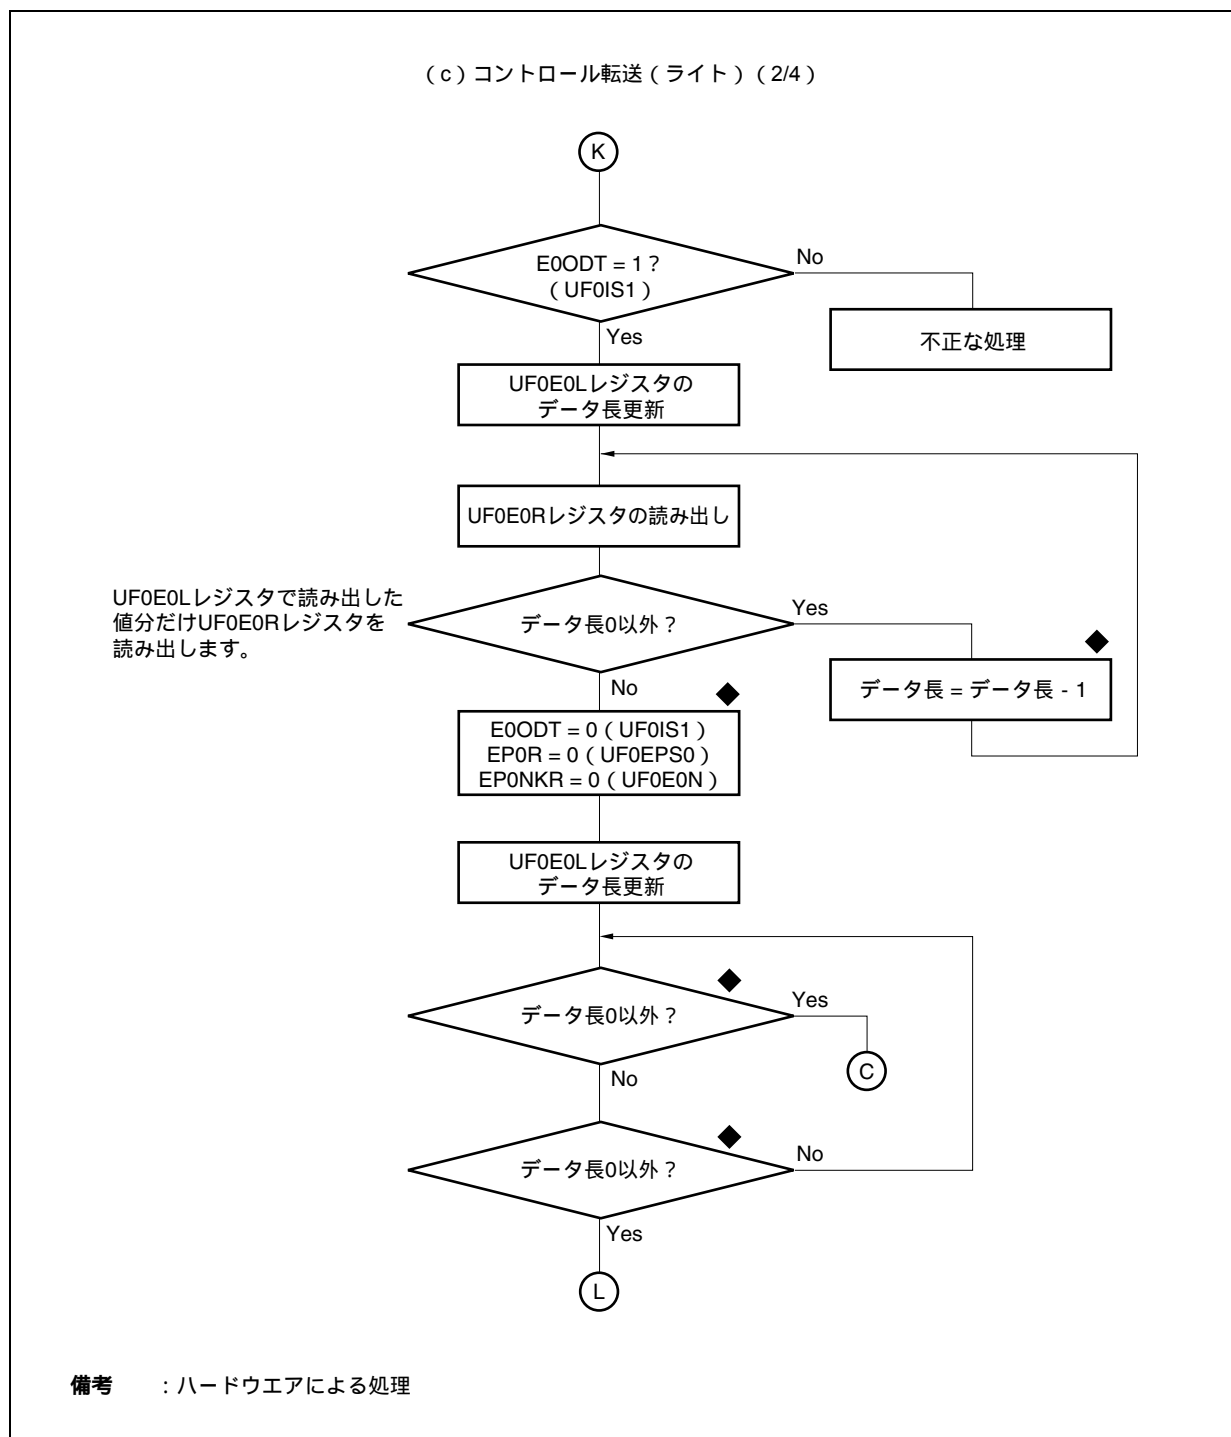 （c）コントロール転送（ライト）（2/4）
K
E0ODT = 1？
（UF0IS1）
No
不正な処理
Yes
UF0E0Lレジスタの
データ長更新
UF0E0Rレジスタの読み出し
UF0E0Lレジスタで読み出した
値分だけUF0E0Rレジスタを
読み出します。
データ長0以外？
Yes
データ長 = データ長 - 1
No
E0ODT = 0（UF0IS1）
EP0R = 0（UF0EPS0）
EP0NKR = 0（UF0E0N）
UF0E0Lレジスタの
データ長更新
データ長0以外？
Yes
C
No
データ長0以外？
No
Yes
L
備考　：ハードウエアによる処理